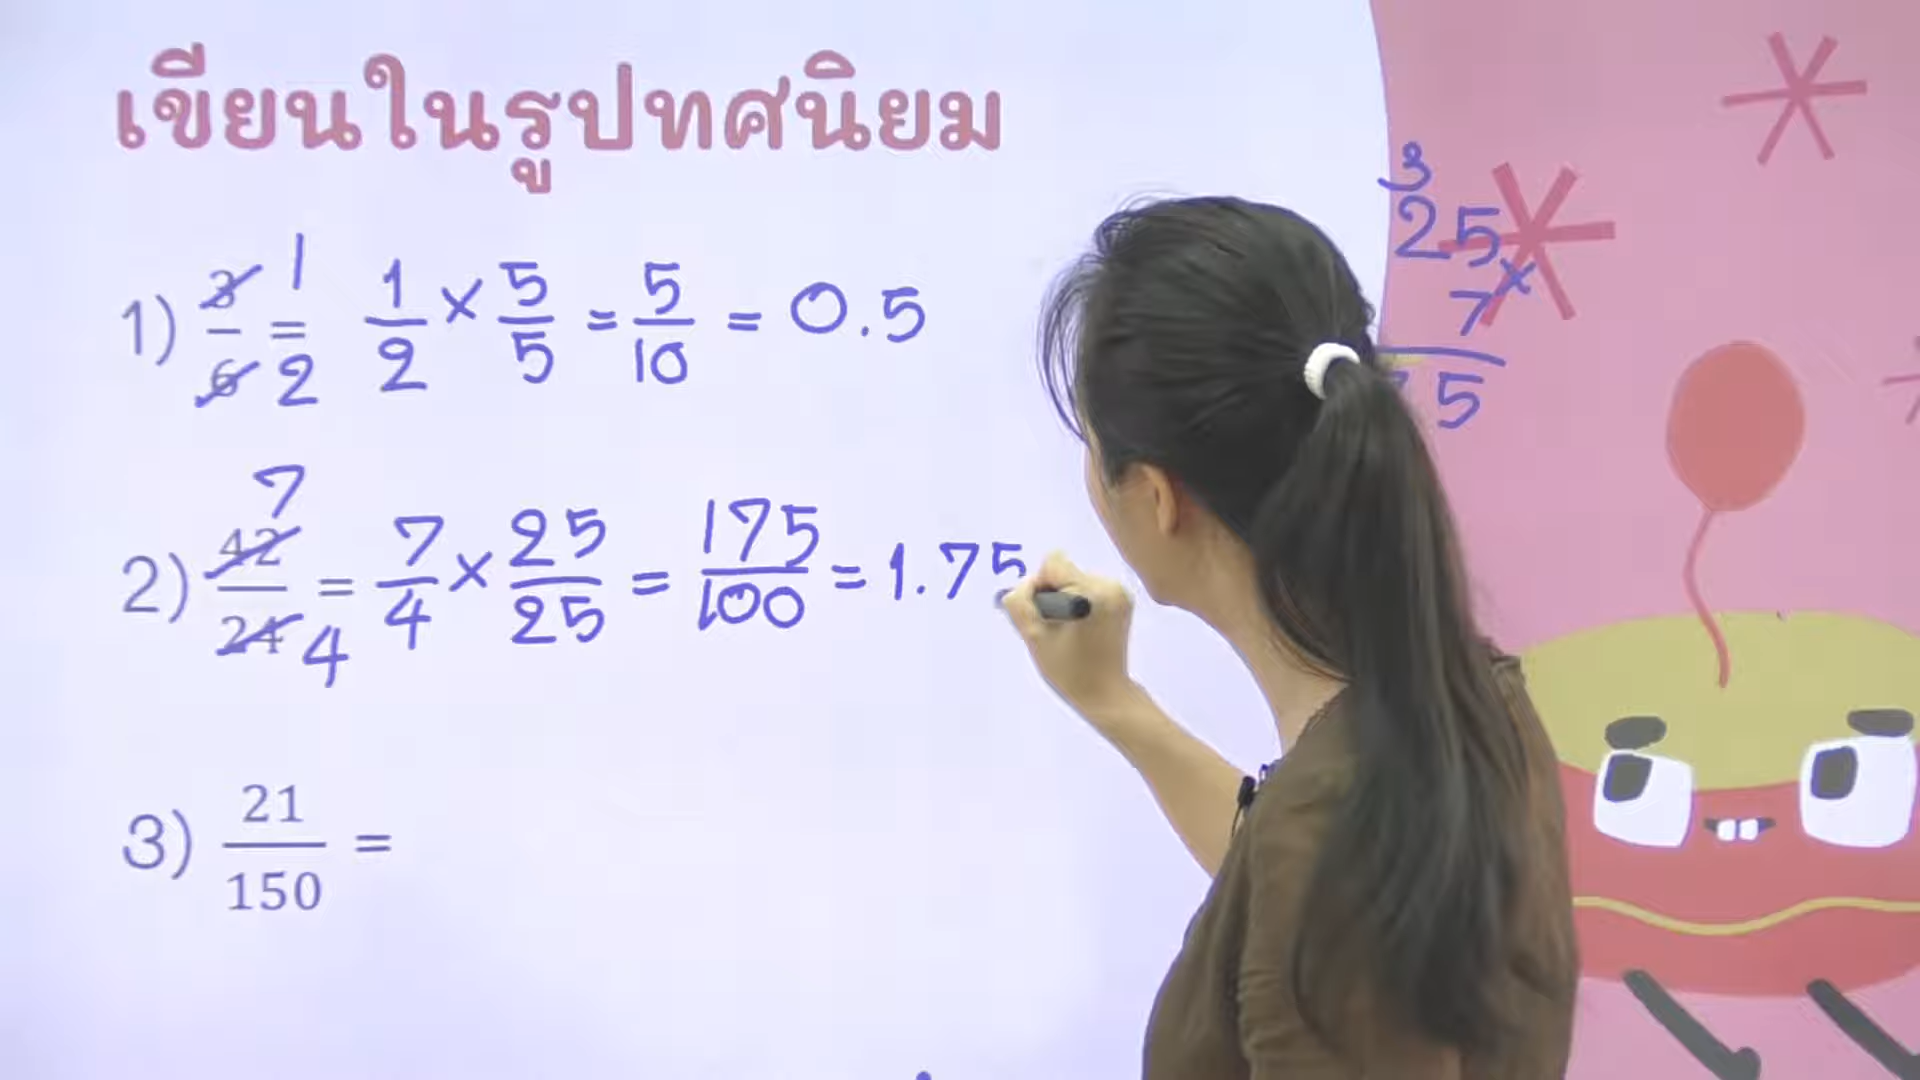 เขียนในรูปทศนิยม
1) 3/6 = 1/2 1/2 × 5/5 = 5/10 = 0.5
2) 42/24 = 7/4 7/4 × 25/25 = 175/100 = 1.75
3) 21/150 =
3
25
× 7
5